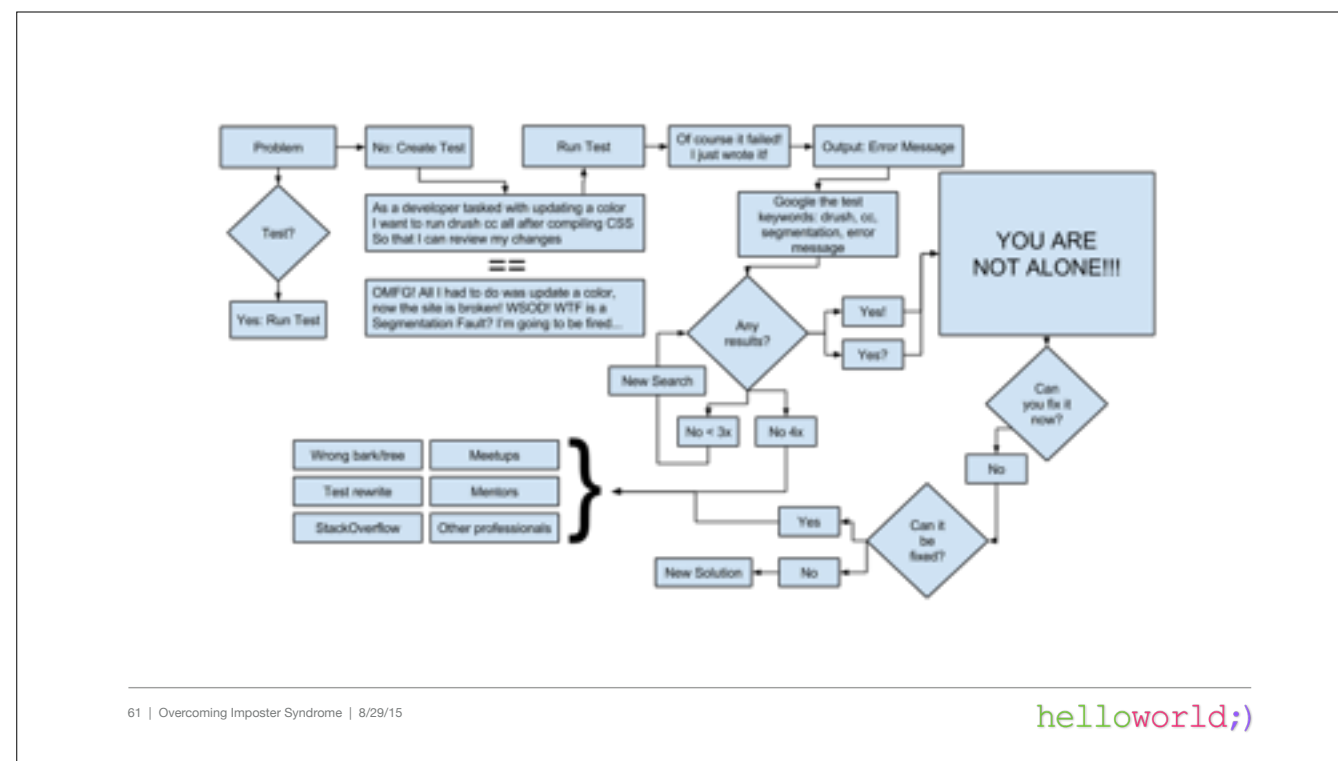 Problem
No: Create Test
Run Test
Of course it failed!
I just wrote it!
Output: Error Message
Test?
As a developer tasked with updating a color
I want to run drush cc all after compiling CSS
So that I can review my changes
Google the test
keywords: drush, cc,
segmentation, error
message
YOU ARE
NOT ALONE!!!
==
OMFG! All I had to do was update a color,
now the site is broken! WSOD! WTF is a
Segmentation Fault? I'm going to be fired...
Yes: Run Test
Any
results?
Yes!
Yes?
New Search
Can
you fix it
now?
No < 3x
No 4x
No
Wrong bark/tree
Meetups
Test rewrite
Mentors
StackOverflow
Other professionals
}
Yes
Can it
be
fixed?
New Solution
No
61 | Overcoming Imposter Syndrome | 8/29/15
helloworld;)